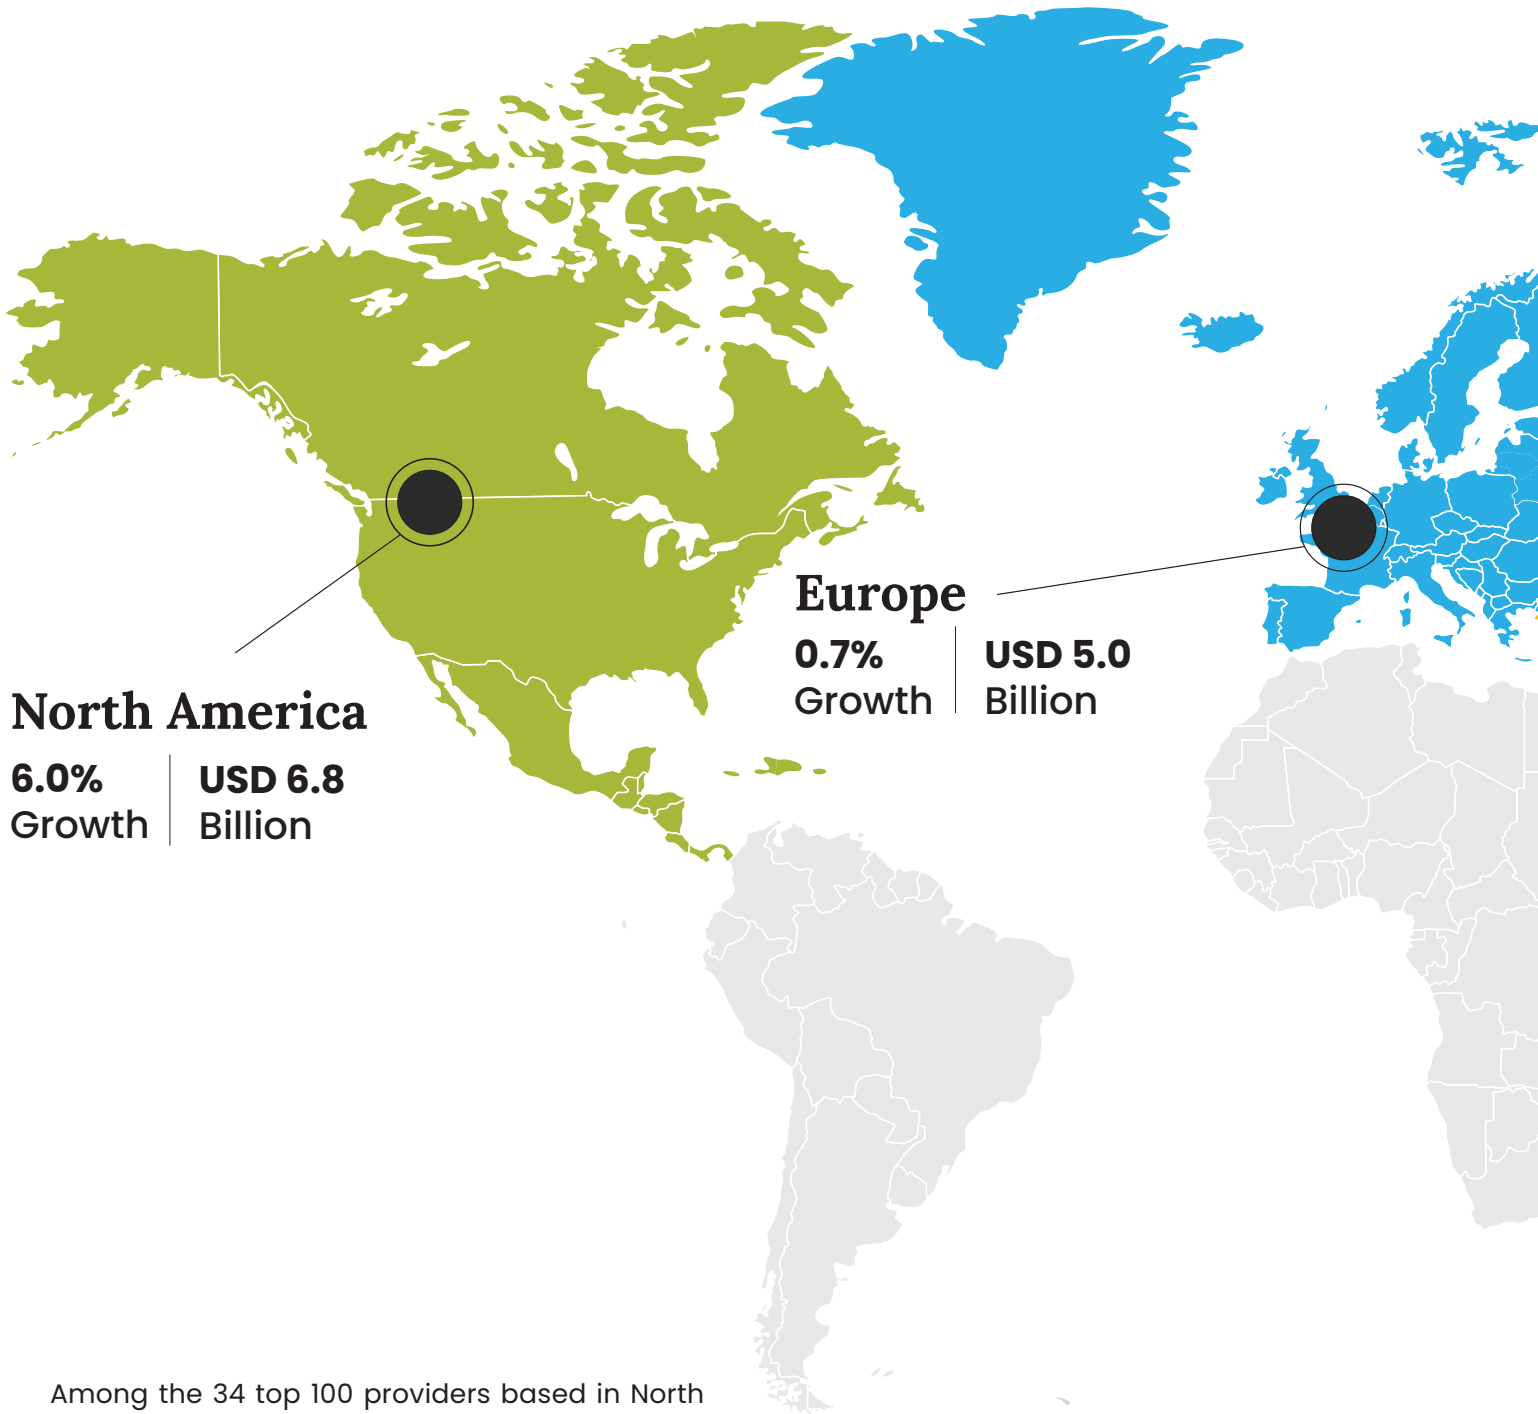 Europe
0.7%
Growth
USD 5.0
Billion
North America
6.0%
Growth
USD 6.8
Billion
Among the 34 top 100 providers based in North